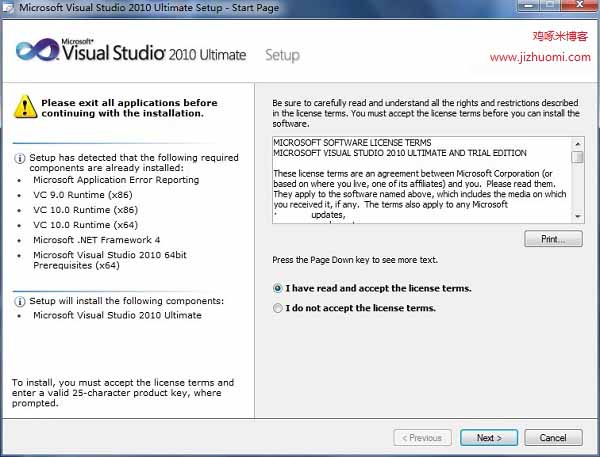 Microsoft Visual Studio 2010 Ultimate Setup - Start Page
Microsoft®
Visual Studio® 2010 Ultimate Setup
鸡啄米博客
www.jizhuomi.com
Please exit all applications before
continuing with the installation.
Setup has detected that the following required
components are already installed:
• Microsoft Application Error Reporting
• VC 9.0 Runtime (x86)
• VC 10.0 Runtime (x86)
• VC 10.0 Runtime (x64)
• Microsoft .NET Framework 4
• Microsoft Visual Studio 2010 64bit
Prerequisites (x64)
Setup will install the following components:
• Microsoft Visual Studio 2010 Ultimate
To install, you must accept the license terms and
enter a valid 25-character product key, where
prompted.
Be sure to carefully read and understand all the rights and restrictions described
in the license terms. You must accept the license terms before you can install the
software.
MICROSOFT SOFTWARE LICENSE TERMS
MICROSOFT VISUAL STUDIO 2010 ULTIMATE AND TRIAL EDITION
These license terms are an agreement between Microsoft Corporation (or
based on where you live, one of its affiliates) and you. Please read them.
They apply to the software named above, which includes the media on which
you received it, if any. The terms also apply to any Microsoft
· updates,
Print...
Press the Page Down key to see more text.
I have read and accept the license terms.
I do not accept the license terms.
< Previous
Next >
Cancel